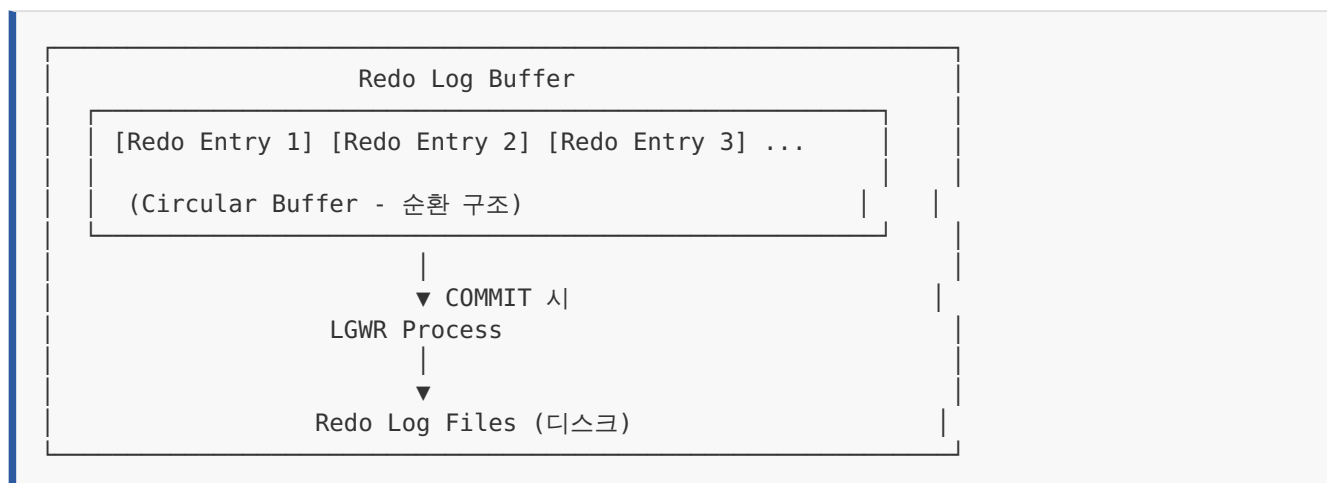 Redo Log Buffer
[Redo Entry 1] [Redo Entry 2] [Redo Entry 3] ...
(Circular Buffer - 순환 구조)
▼ COMMIT 시
LGWR Process
▼
Redo Log Files (디스크)